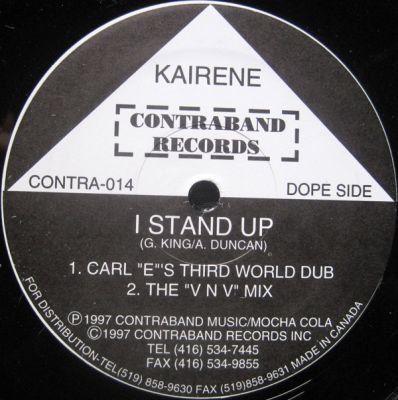 KAIRENE
CONTRABAND
RECORDS
CONTRA-014 DOPE SIDE
I STAND UP
(G. KING/A. DUNCAN)
1. CARL "E"'S THIRD WORLD DUB
2. THE "V N V" MIX
Ⓟ1997 CONTRABAND MUSIC/MOCHA COLA
©1997 CONTRABAND RECORDS INC
TEL (416) 534-7445
FAX (416) 534-9855
FOR DISTRIBUTION-TEL(519) 858-9630 FAX (519)858-9631 MADE IN CANADA